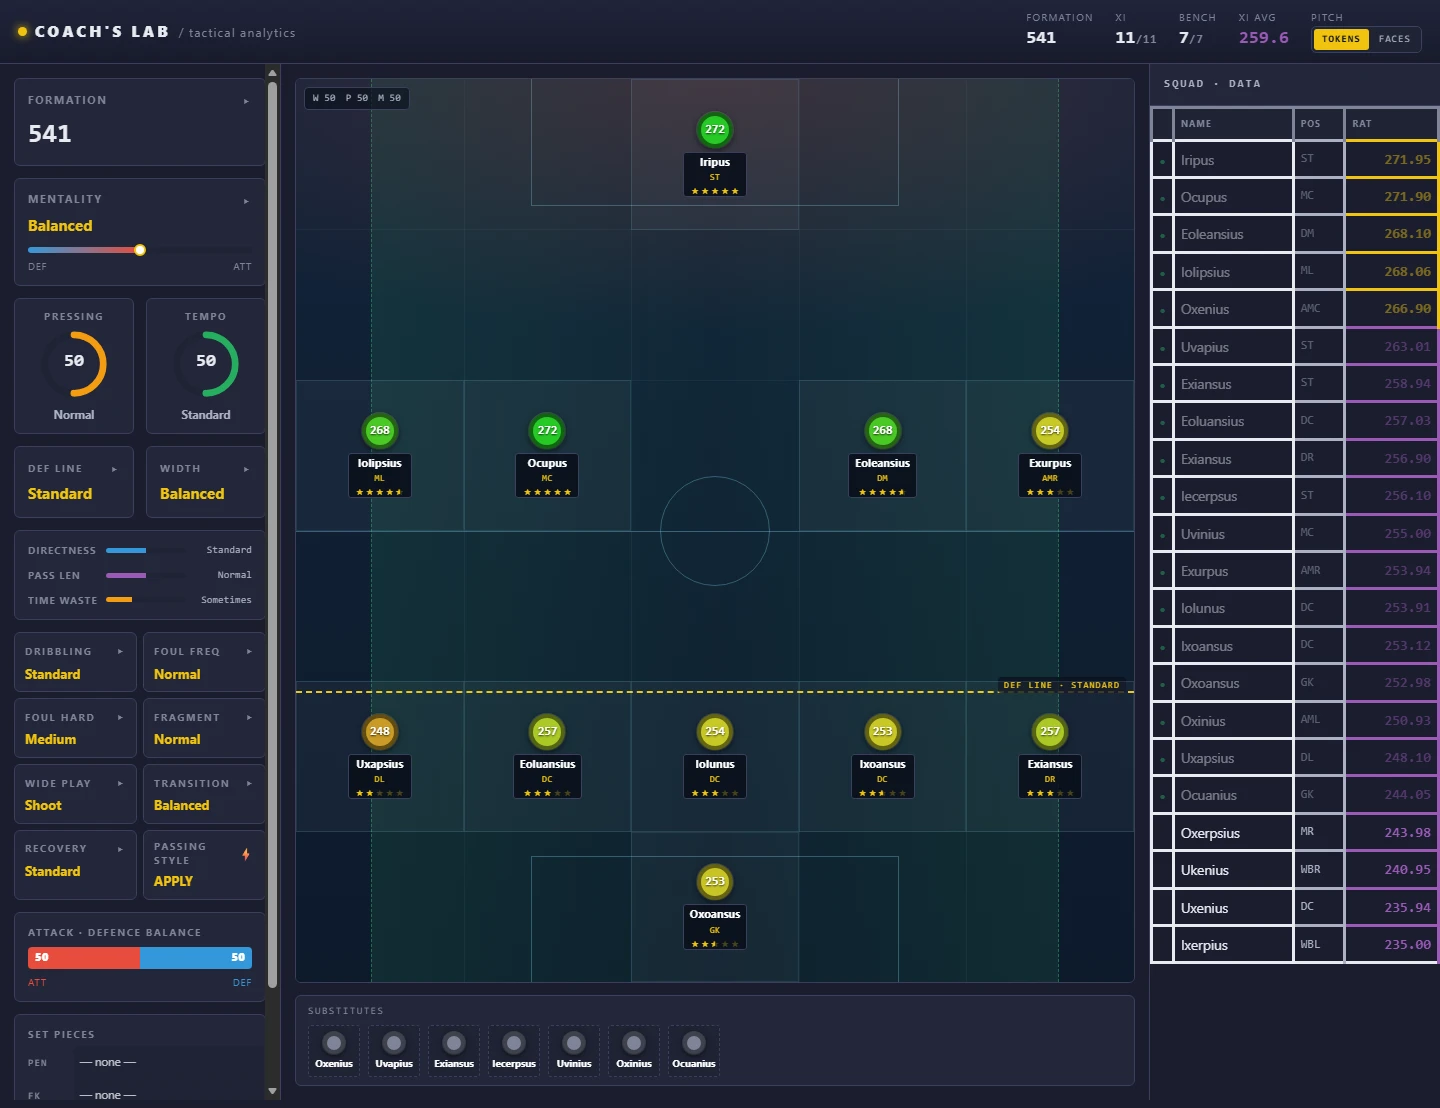 COACH'S LAB / tactical analytics
FORMATION
541
XI
11/11
BENCH
7/7
XI AVG
259.6
PITCH
TOKENS FACES
FORMATION ▸
541
MENTALITY ▸
Balanced
DEF ATT
PRESSING
50
Normal
TEMPO
50
Standard
DEF LINE ▸
Standard
WIDTH ▸
Balanced
DIRECTNESS Standard
PASS LEN Normal
TIME WASTE Sometimes
DRIBBLING ▸
Standard
FOUL FREQ ▸
Normal
FOUL HARD ▸
Medium
FRAGMENT ▸
Normal
WIDE PLAY ▸
Shoot
TRANSITION ▸
Balanced
RECOVERY ▸
Standard
PASSING
STYLE
APPLY
ATTACK · DEFENCE BALANCE
50 50
ATT DEF
SET PIECES
PEN — none —
FK — none —
W 50 P 50 M 50
272
Iripus
ST
★★★★★
268
Iolipsius
ML
272
Ocupus
MC
★★★★★
268
Eoleansius
DM
254
Exurpus
AMR
★★★★★
DEF LINE · STANDARD
248
Uxapsius
DL
★★★★★
257
Eoluansius
DC
★★★★★
254
Iolunus
DC
★★★★★
253
Ixoansus
DC
257
Exiansus
DR
★★★★★
253
Oxoansus
GK
SUBSTITUTES
Oxenius
Uvapius
Exiansus
Iecerpsus
Uvinius
Oxinius
Ocuanius
SQUAD · DATA
NAME POS RAT
Iripus ST 271.95
Ocupus MC 271.90
Eoleansius DM 268.10
Iolipsius ML 268.06
Oxenius AMC 266.90
Uvapius ST 263.01
Exiansus ST 258.94
Eoluansius DC 257.03
Exiansus DR 256.90
Iecerpsus ST 256.10
Uvinius MC 255.00
Exurpus AMR 253.94
Iolunus DC 253.91
Ixoansus DC 253.12
Oxoansus GK 252.98
Oxinius AML 250.93
Uxapsius DL 248.10
Ocuanius GK 244.05
Oxerpsius MR 243.98
Ukenius WBR 240.95
Uxenius DC 235.94
Ixerpius WBL 235.00